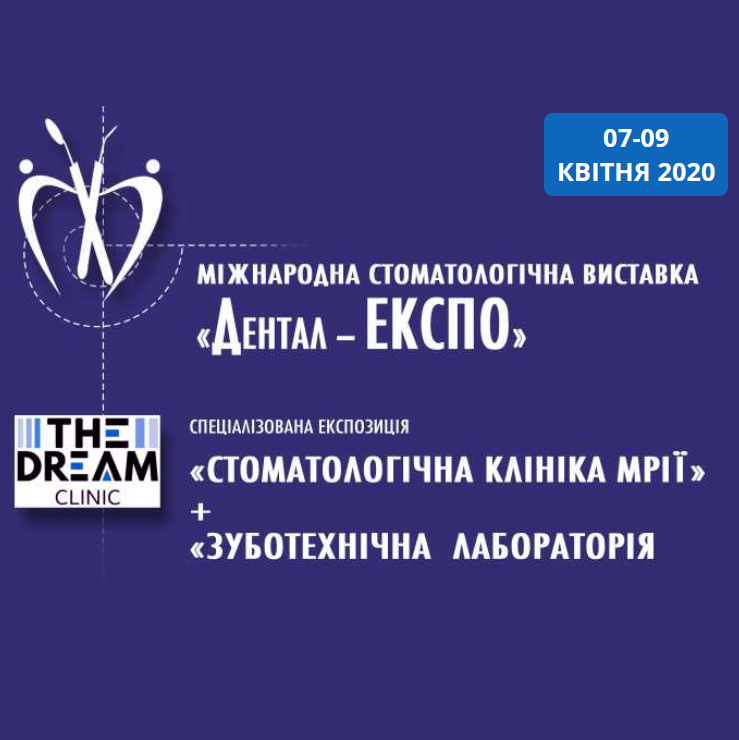 07-09
КВІТНЯ 2020
МІЖНАРОДНА СТОМАТОЛОГІЧНА ВИСТАВКА
«ДЕНТАЛ – ЕКСПО»
THE
DREAM
CLINIC
СПЕЦІАЛІЗОВАНА ЕКСПОЗИЦІЯ
«СТОМАТОЛОГІЧНА КЛІНІКА МРІЇ»
+
«ЗУБОТЕХНІЧНА ЛАБОРАТОРІЯ